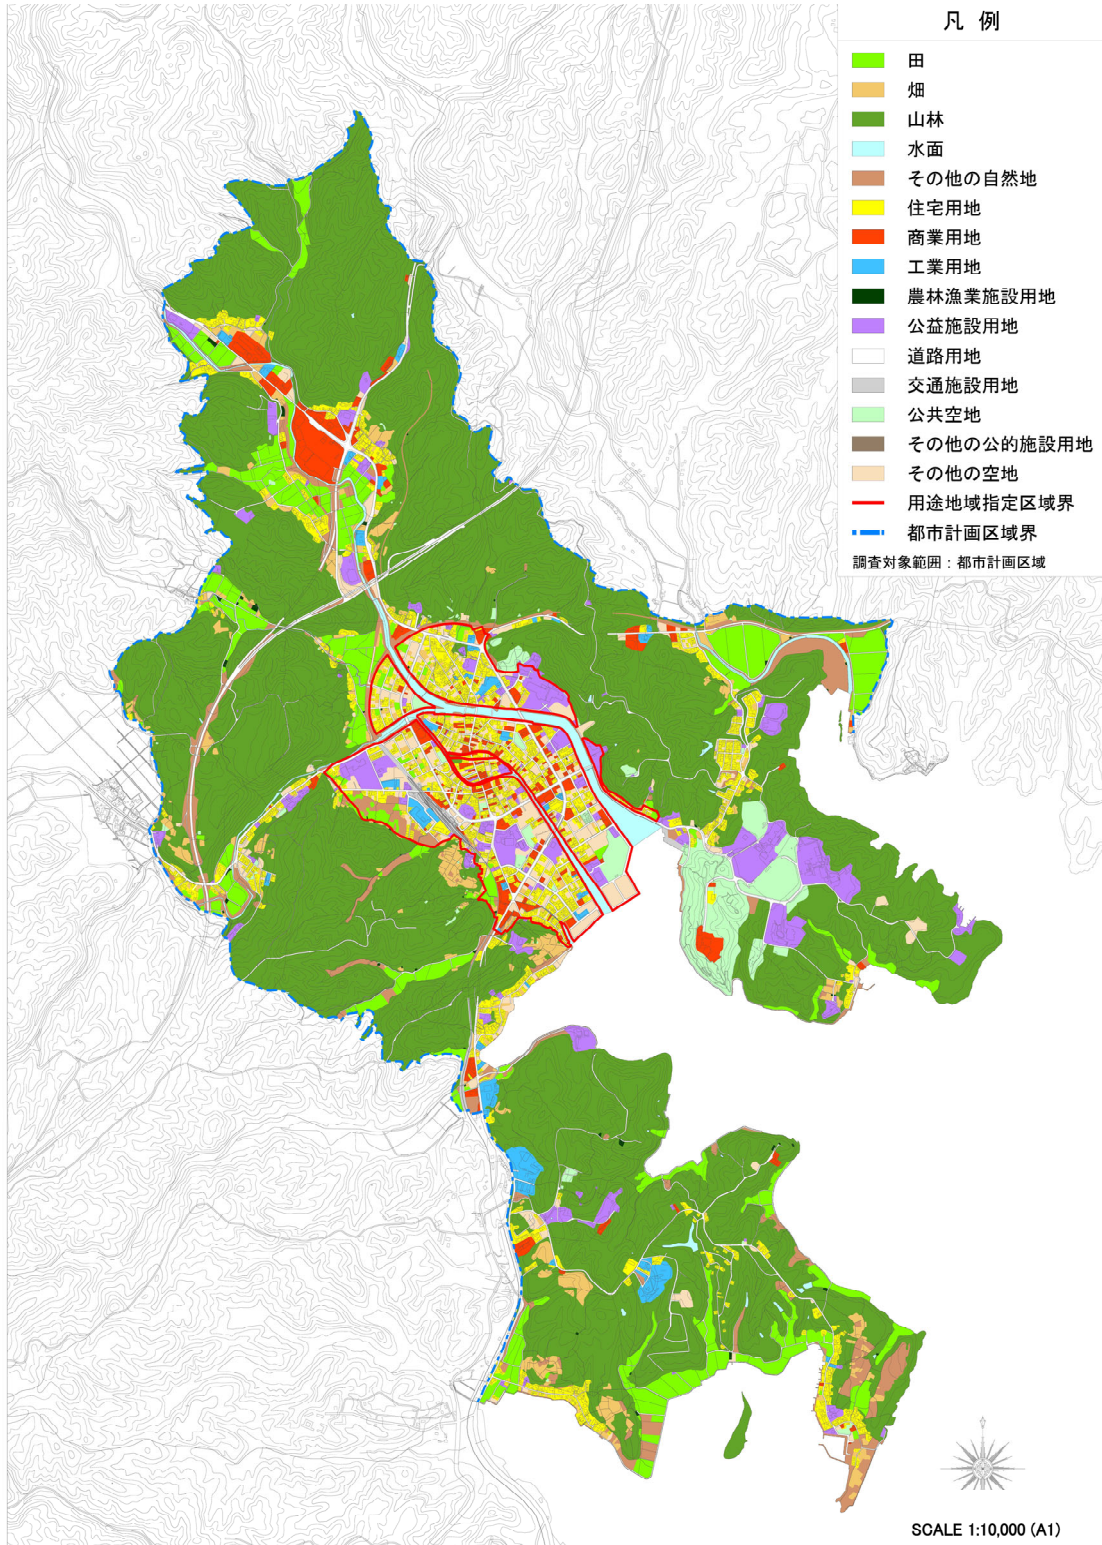 凡 例
田
畑
山林
水面
その他の自然地
住宅用地
商業用地
工業用地
農林漁業施設用地
公益施設用地
道路用地
交通施設用地
公共空地
その他の公的施設用地
その他の空地
用途地域指定区域界
都市計画区域界
調査対象範囲：都市計画区域
SCALE 1:10,000 (A1)